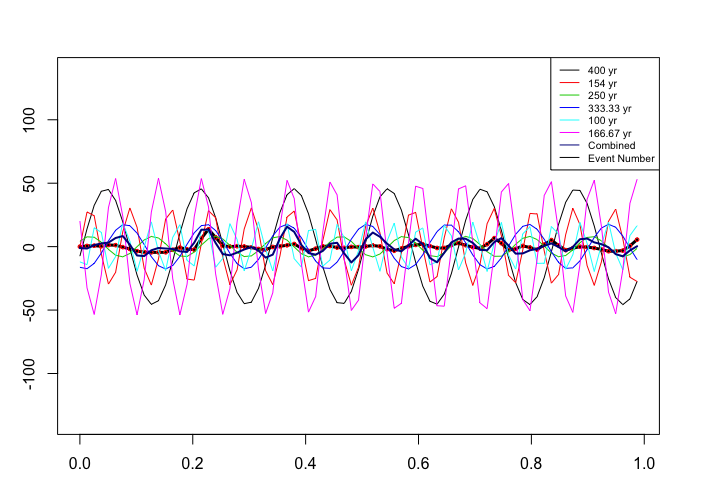 400 yr
154 yr
250 yr
333.33 yr
100 yr
166.67 yr
Combined
Event Number
100
50
0
-50
-100
0.0 0.2 0.4 0.6 0.8 1.0